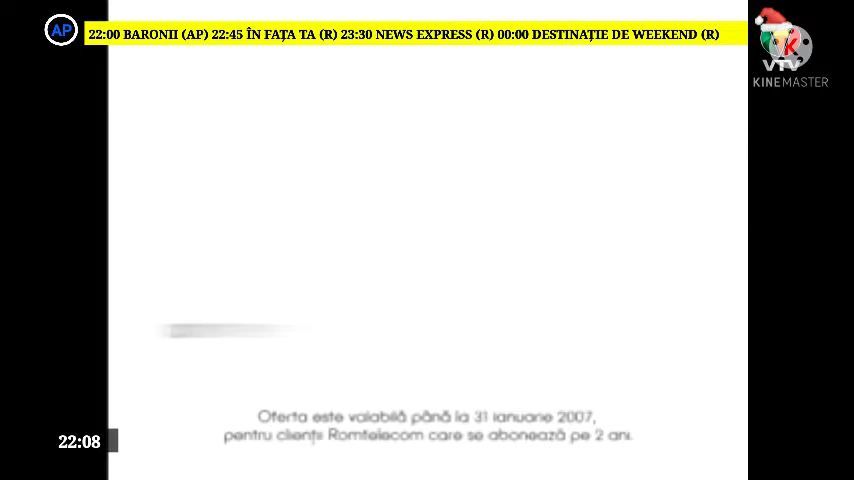 AP
22:00 BARONII (AP) 22:45 ÎN FAȚA TA (R) 23:30 NEWS EXPRESS (R) 00:00 DESTINAȚIE DE WEEKEND (R)
VTV
KINEMASTER
Oferta este valabilă până la 31 ianuarie 2007,
pentru clienții Romtelecom care se abonează pe 2 ani.
22:08